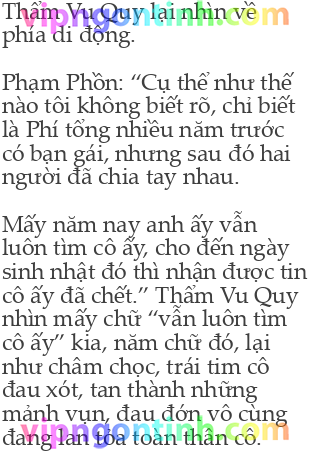 Thẩm Vu Quy lại nhìn về
phía di động.
Phạm Phồn: “Cụ thể như thế
nào tôi không biết rõ, chỉ biết
là Phí tổng nhiều năm trước
có bạn gái, nhưng sau đó hai
người đã chia tay nhau.
Mấy năm nay anh ấy vẫn
luôn tìm cô ấy, cho đến ngày
sinh nhật đó thì nhận được tin
cô ấy đã chết.” Thẩm Vu Quy
nhìn mấy chữ “vẫn luôn tìm
cô ấy” kia, năm chữ đó, lại
như châm chọc, trái tim cô
đau xót, tan thành những
mảnh vụn, đau đớn vô cùng
đang lan tỏa toàn thân cô.
vipngontinh.com
vipngontinh.com